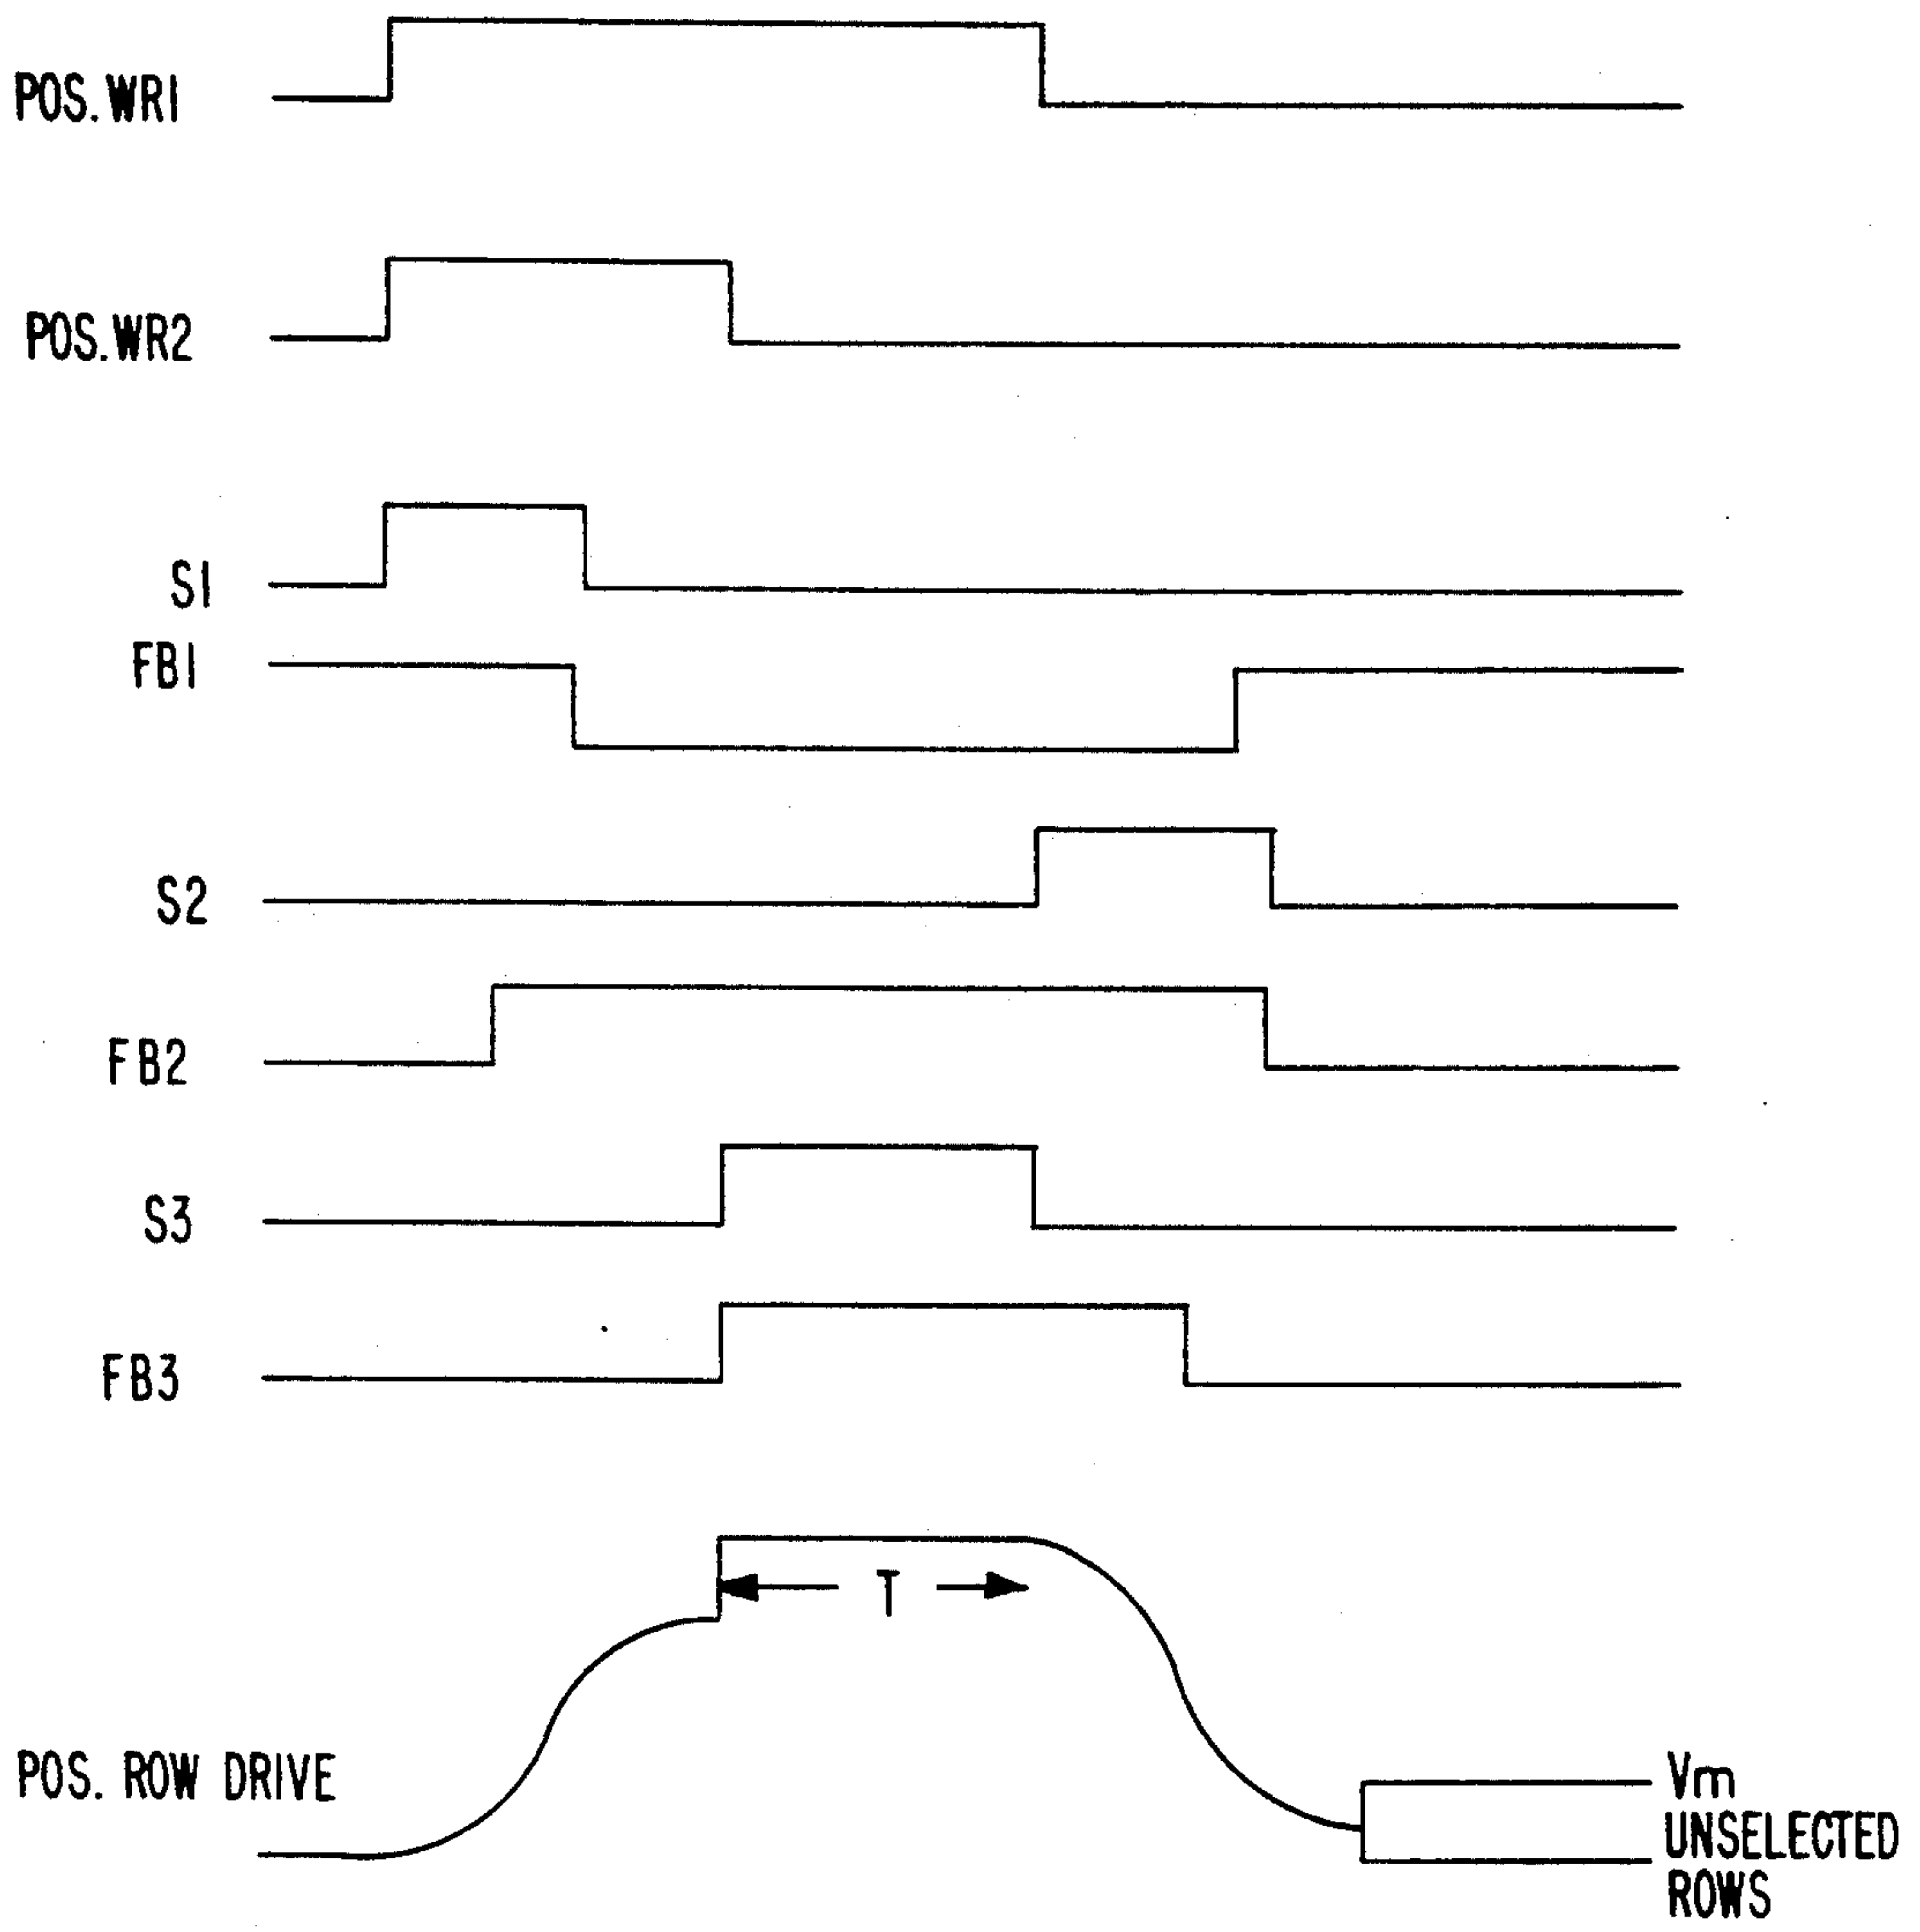 POS.WR1
POS.WR2
S1
FB1
S2
FB2
S3
FB3
T
POS. ROW DRIVE
Vm
UNSELECTED
ROWS